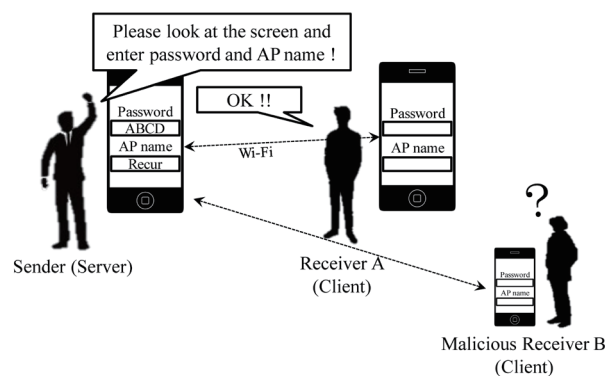 Please look at the screen and
enter password and AP name !
OK !!
Password
ABCD
AP name
Recur
Wi-Fi
Password
AP name
Sender (Server)
Receiver A
(Client)
?
Password
AP name
Malicious Receiver B
(Client)